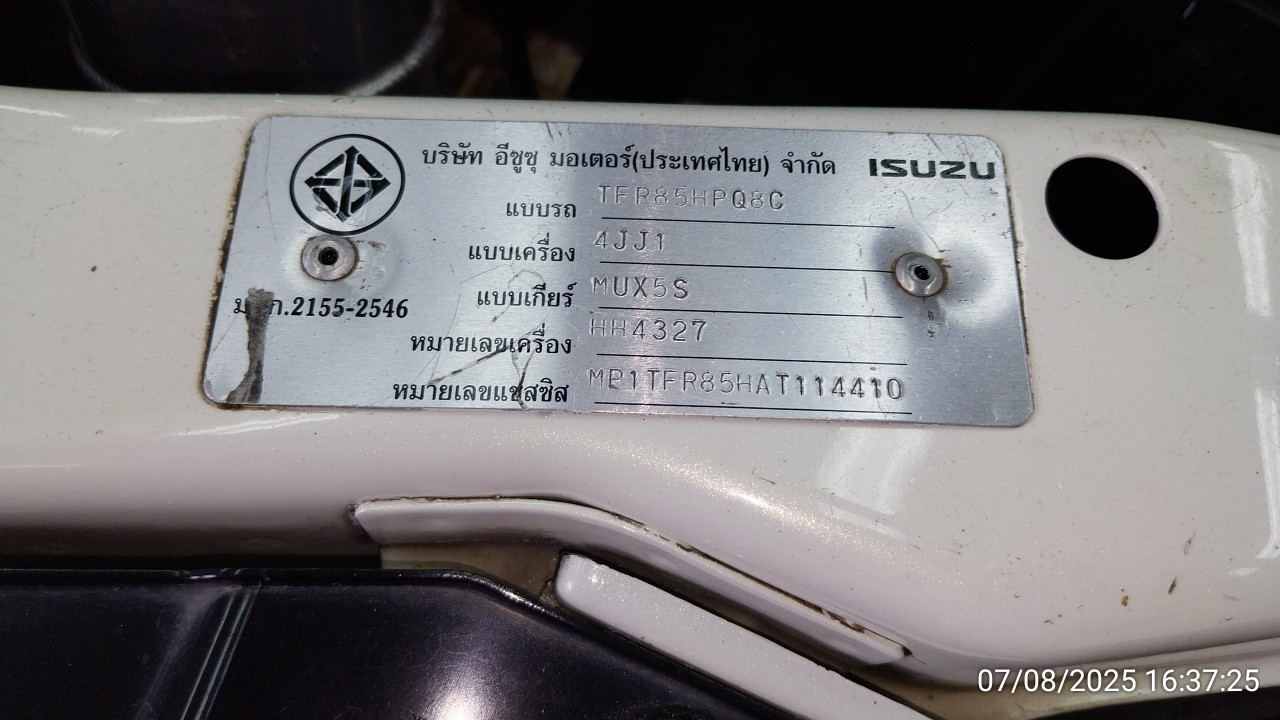 บริษัท อีซูซุ มอเตอร์(ประเทศไทย) จำกัด ISUZU
แบบรถ TFR85HPQ8C
แบบเครื่อง 4JJ1
แบบเกียร์ MUX5S
มอก.2155-2546
หมายเลขเครื่อง HH4327
หมายเลขแชสซิส MP1TFR85HAT114410
07/08/2025 16:37:25